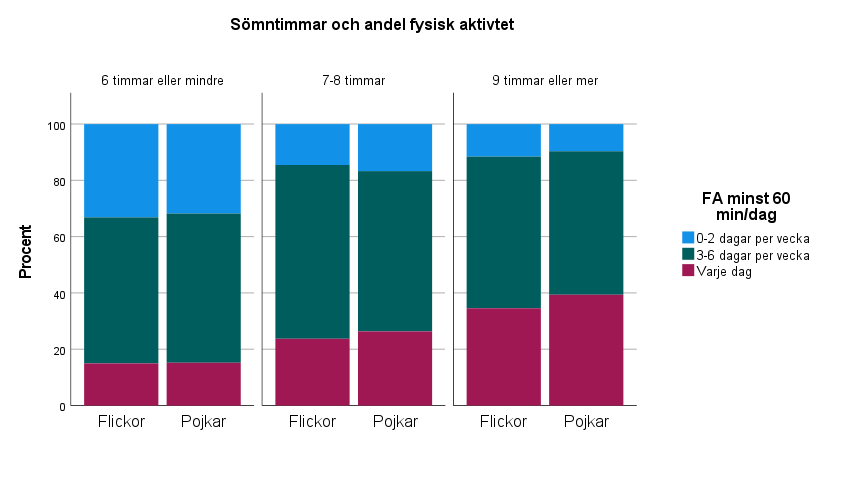 Sömntimmar och andel fysisk aktivtet
6 timmar eller mindre
7-8 timmar
9 timmar eller mer
100
80
60
40
20
0
Procent
Flickor
Pojkar
Flickor
Pojkar
Flickor
Pojkar
FA minst 60
min/dag
0-2 dagar per vecka
3-6 dagar per vecka
Varje dag